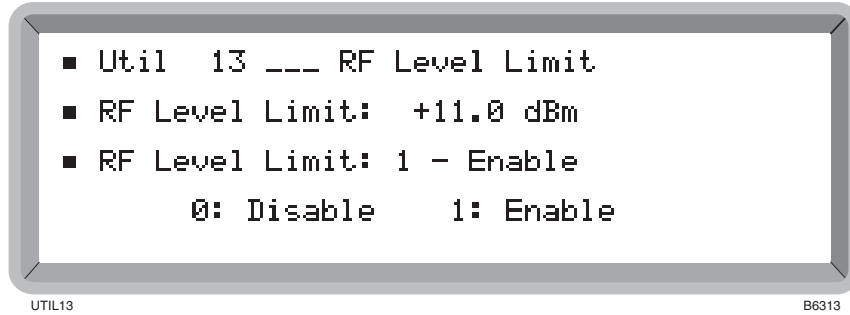 ▪ Util 13 ___ RF Level Limit
▪ RF Level Limit: +11.0 dBm
▪ RF Level Limit: 1 - Enable
0: Disable 1: Enable
UTIL13 B6313